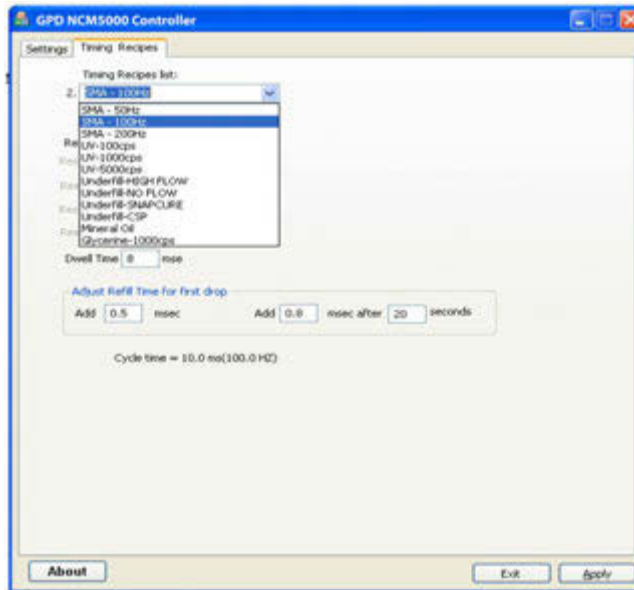 GPD NCM5000 Controller
Settings Timing Recipes
Timing Recipes list:
2. SMA - 100Hz
SMA - 50Hz
SMA - 100Hz
SMA - 200Hz
UV-100cps
UV-1000cps
UV-5000cps
Underfill-HIGH FLOW
Underfill-NO FLOW
Underfill-SNAPCURE
Underfill-CSP
Mineral Oil
Glycerine-1000cps
Dwell Time 8 mse
Adjust Refill Time for first drop
Add 0.5 msec Add 0.8 msec after 20 seconds
Cycle time = 10.0 ms(100.0 HZ)
About Exit Apply